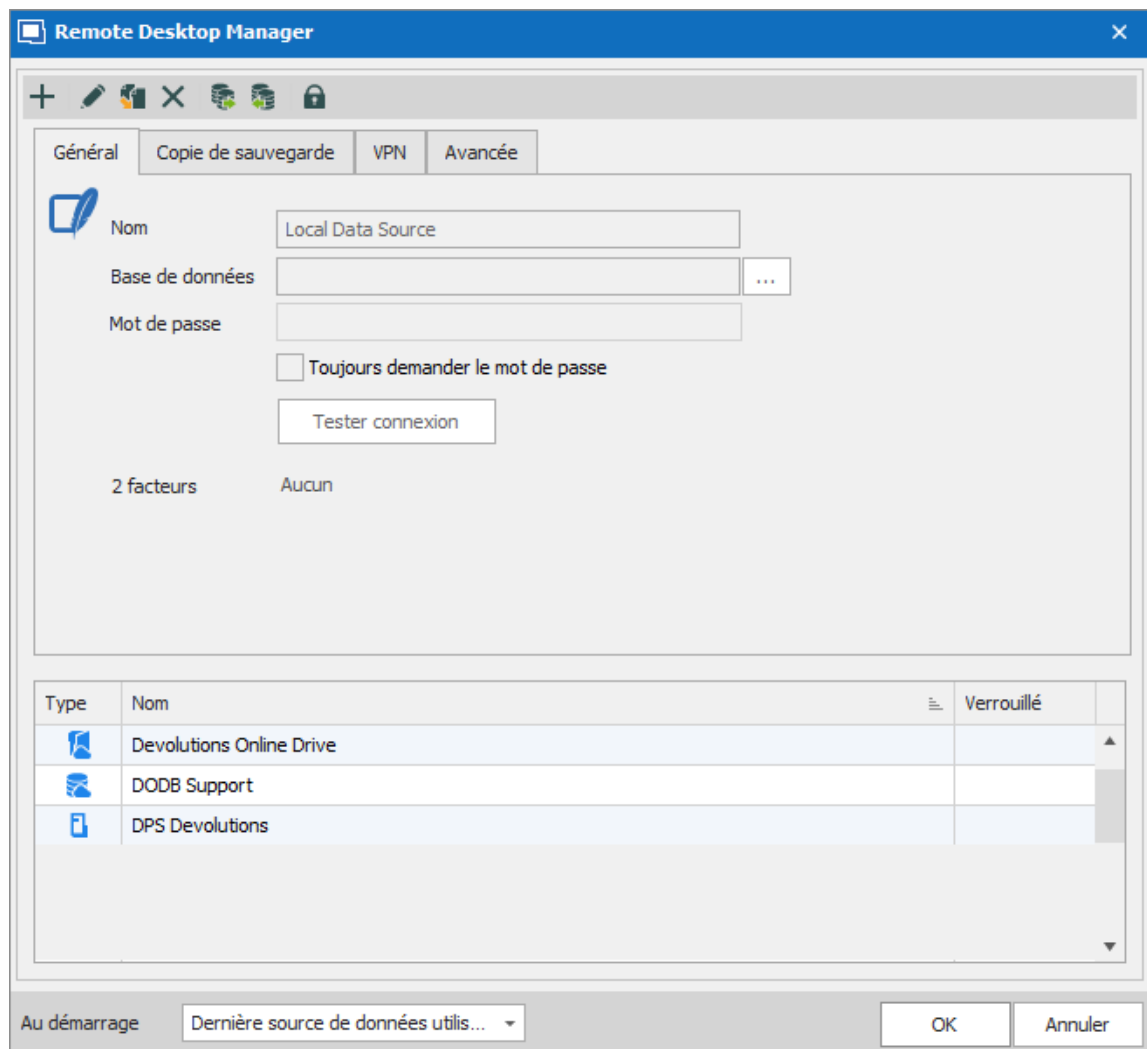 Remote Desktop Manager
Général Copie de sauvegarde VPN Avancée
Nom Local Data Source
Base de données ...
Mot de passe
Toujours demander le mot de passe
Tester connexion
2 facteurs Aucun
Type Nom Verrouillé
Devolutions Online Drive
DODB Support
DPS Devolutions
Au démarrage Dernière source de données utilis... OK Annuler